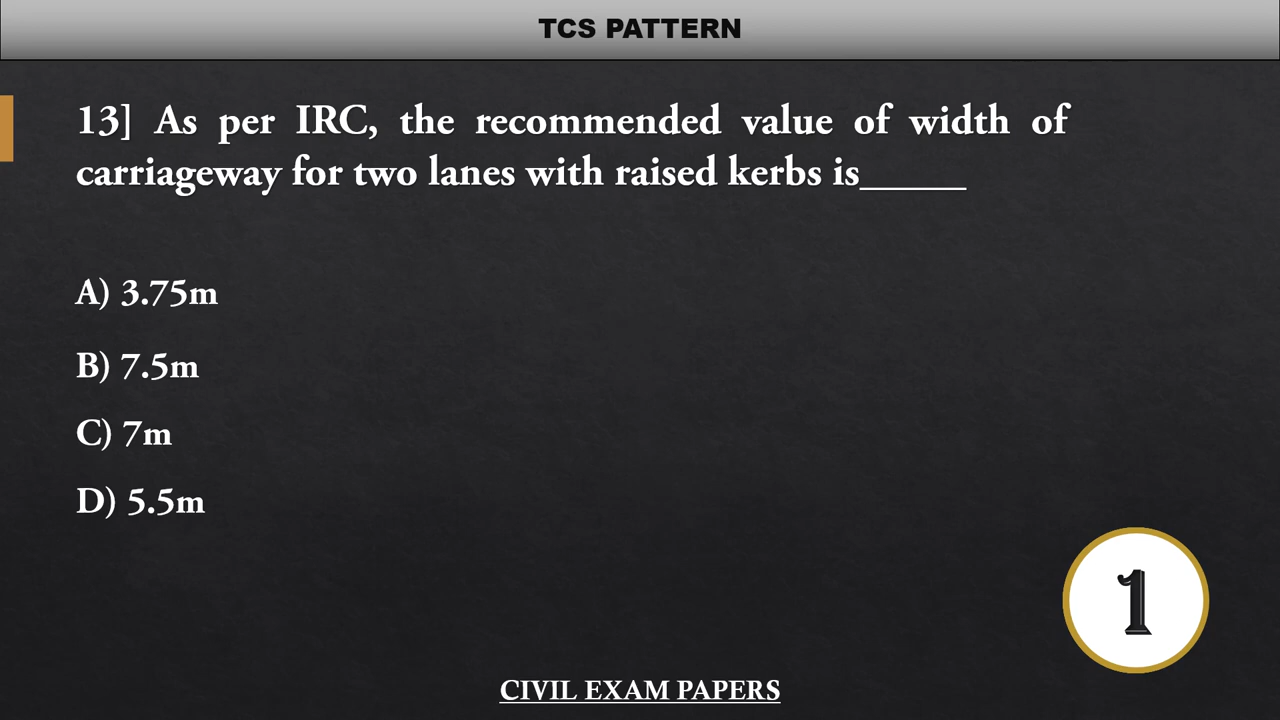 TCS PATTERN
13] As per IRC, the recommended value of width of
carriageway for two lanes with raised kerbs is_____
A) 3.75m
B) 7.5m
C) 7m
D) 5.5m
1
CIVIL EXAM PAPERS